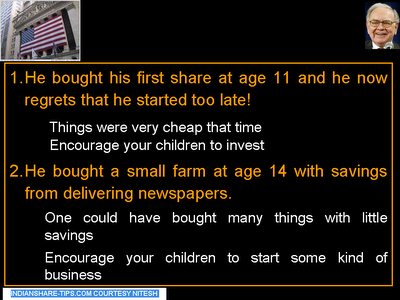 1. He bought his first share at age 11 and he now
regrets that he started too late!
Things were very cheap that time
Encourage your children to invest
2. He bought a small farm at age 14 with savings
from delivering newspapers.
One could have bought many things with little
savings
Encourage your children to start some kind of
business
INDIANSHARE-TIPS.COM COURTESY NITESH